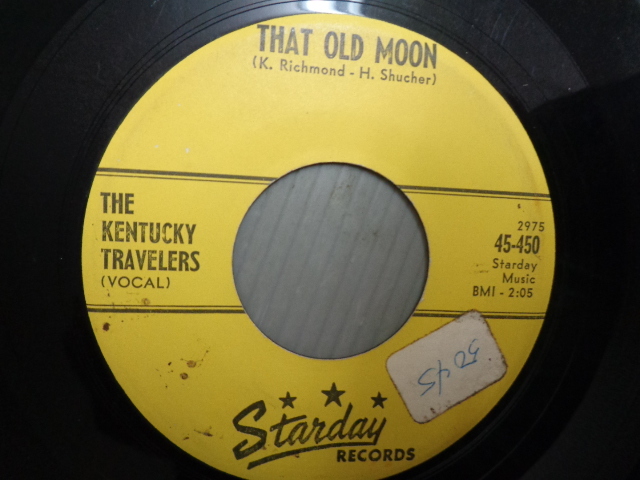 THAT OLD MOON
(K. Richmond - H. Shucher)
THE
KENTUCKY
TRAVELERS
(VOCAL)
2975
45-450
Starday
Music
BMI - 2:05
5045
Starday
RECORDS